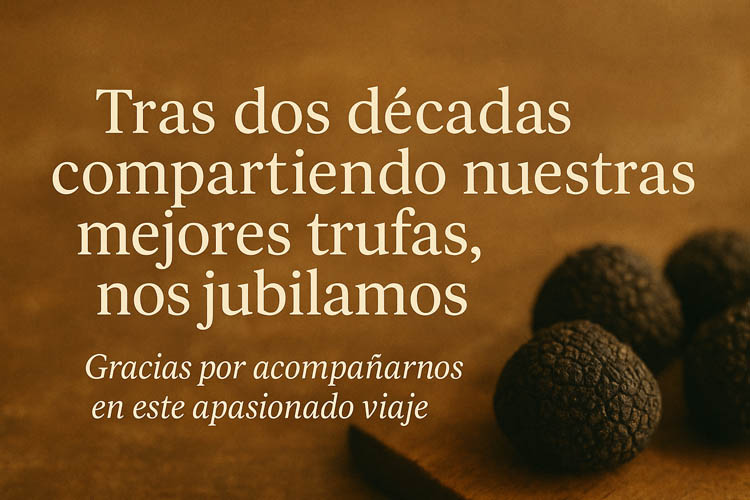 Tras dos décadas
compartiendo nuestras
mejores trufas,
nos jubilamos
Gracias por acompañarnos
en este apasionado viaje